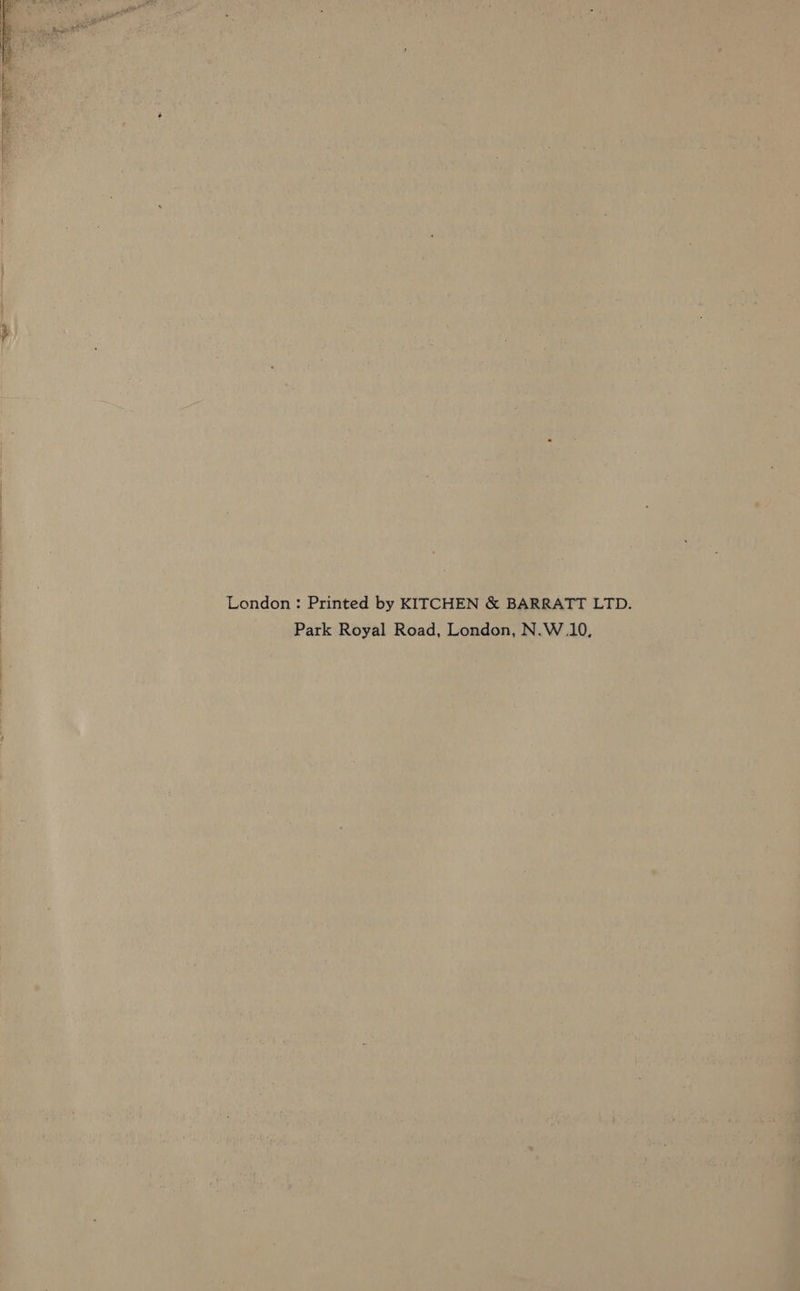 London : Printed by KITCHEN & BARRATT LTD.
Park Royal Road, London, N.W.10,